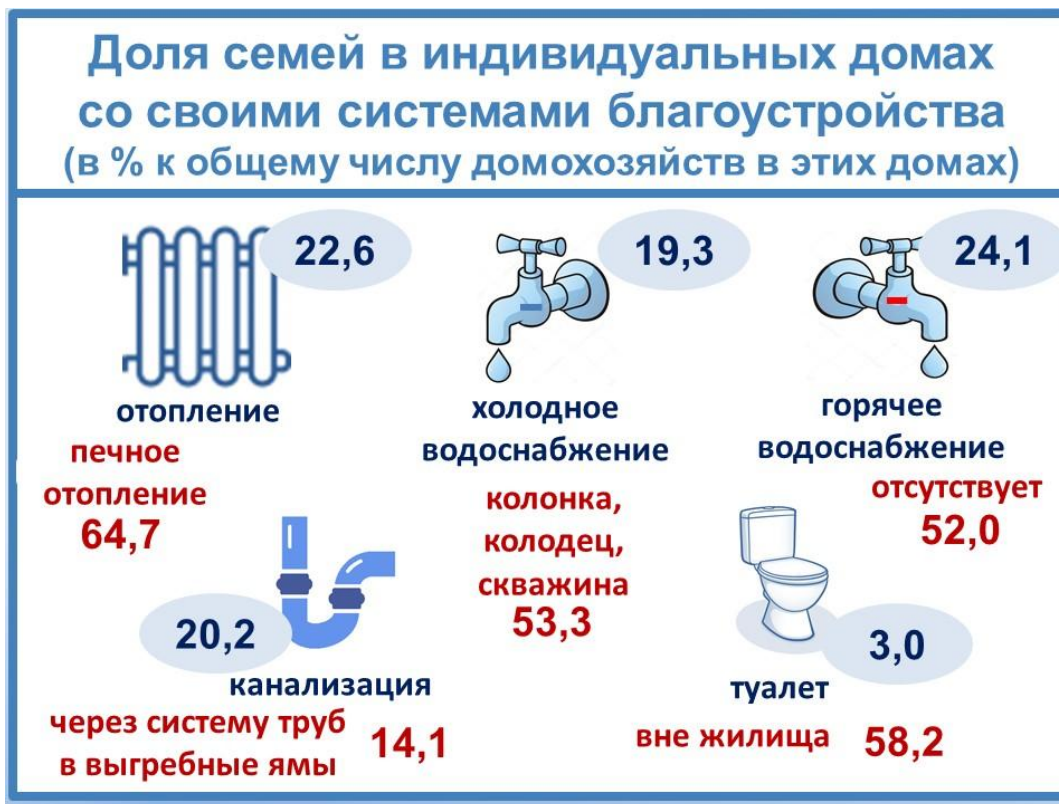 Доля семей в индивидуальных домах
со своими системами благоустройства
(в % к общему числу домохозяйств в этих домах)
22,6
отопление
печное
отопление
64,7
19,3
холодное
водоснабжение
колонка,
колодец,
скважина
53,3
24,1
горячее
водоснабжение
отсутствует
52,0
20,2
канализация
через систему труб
в выгребные ямы
14,1
3,0
туалет
вне жилища
58,2